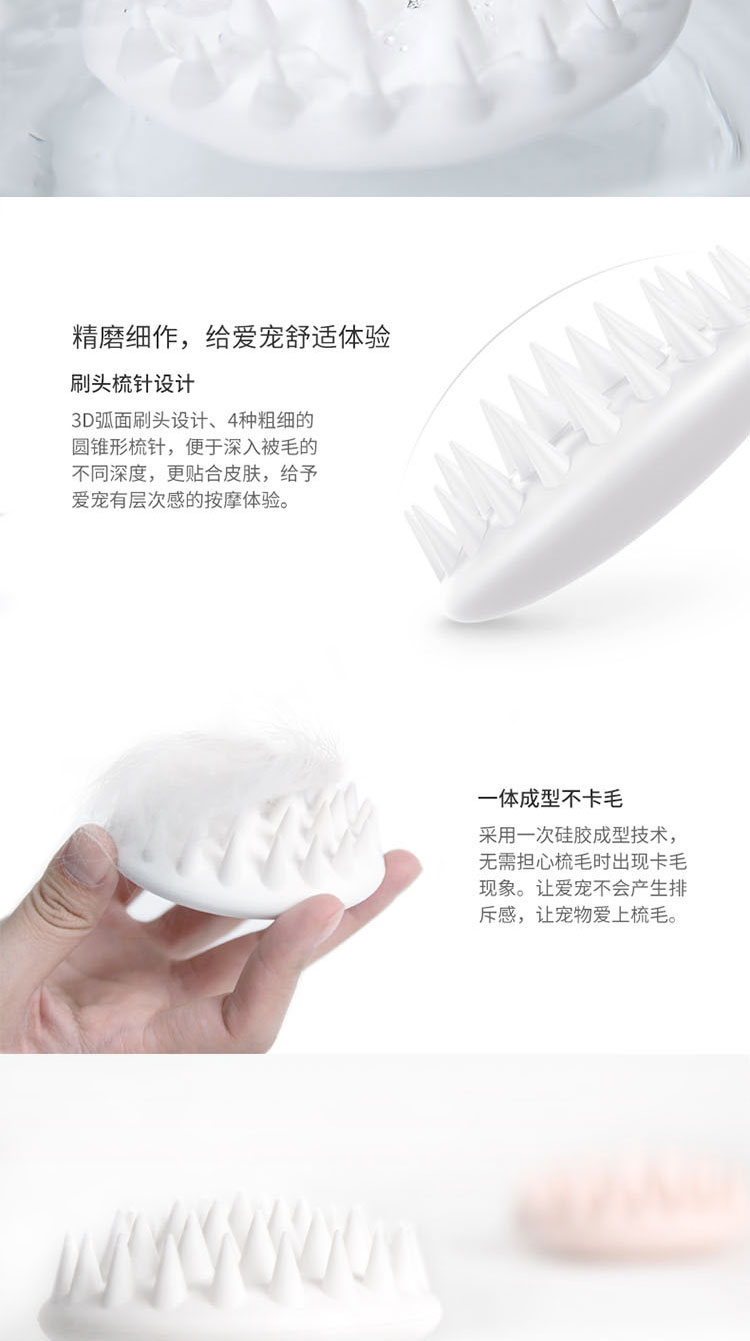 精磨细作，给爱宠舒适体验
刷头梳针设计
3D弧面刷头设计、4种粗细的
圆锥形梳针，便于深入被毛的
不同深度，更贴合皮肤，给予
爱宠有层次感的按摩体验。
一体成型不卡毛
采用一次硅胶成型技术，
无需担心梳毛时出现卡毛
现象。让爱宠不会产生排
斥感，让宠物爱上梳毛。